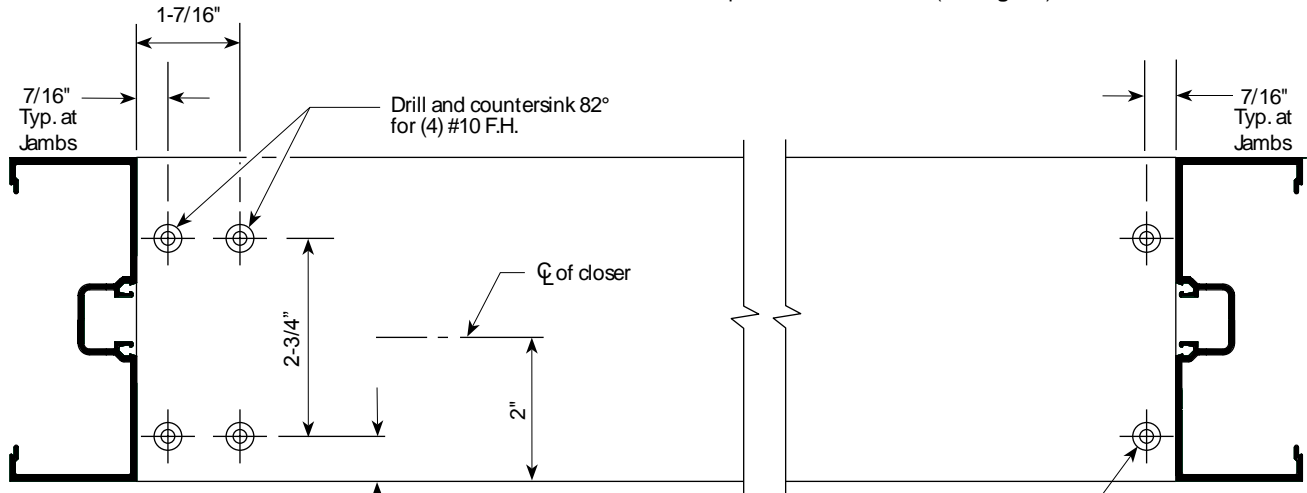 1-7/16"
7/16"
Typ. at
Jambs
Drill and countersink 82°
for (4) #10 F.H.
7/16"
Typ. at
Jambs
℄ of closer
2-3/4"
2"